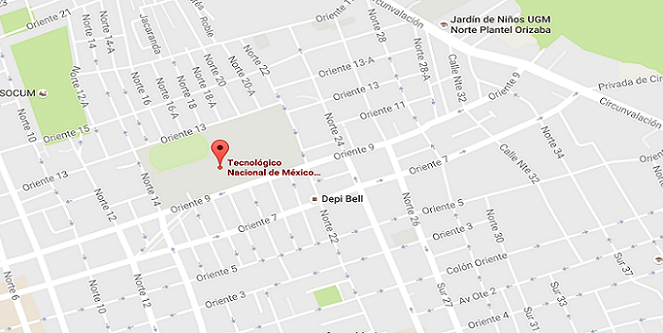 Roble
Jacaranda
Norte 14
Norte 14-A
Norte 22
Circunvalación
Jardín de Niños UGM
Norte Plantel Orizaba
Norte 12-A
Norte 16
Norte 16-A
Norte 18
Norte 18-A
Norte 20
Norte 20-A
Oriente 13-A
Norte 28
Norte 28-A
Calle Nte 32
Oriente 9
Privada de Cir
SOCUM
Norte 10
Oriente 15
Oriente 13
Oriente 13
Oriente 11
Norte 24
Circunvalación
Norte 34
Calle Nte 32
Oriente 13
Tecnológico
Nacional de México...
Oriente 9
Oriente 7
Norte 12
Norte 14
Oriente 9
Depi Bell
Oriente 7
Norte 22
Oriente 5
Oriente 3
Norte 30
Colón Oriente
Sur 33
Sur 37
Norte 6
Norte 10
Norte 12
Oriente 5
Oriente 3
Norte 26
Sur 27
Av Ote 2
Oriente 4